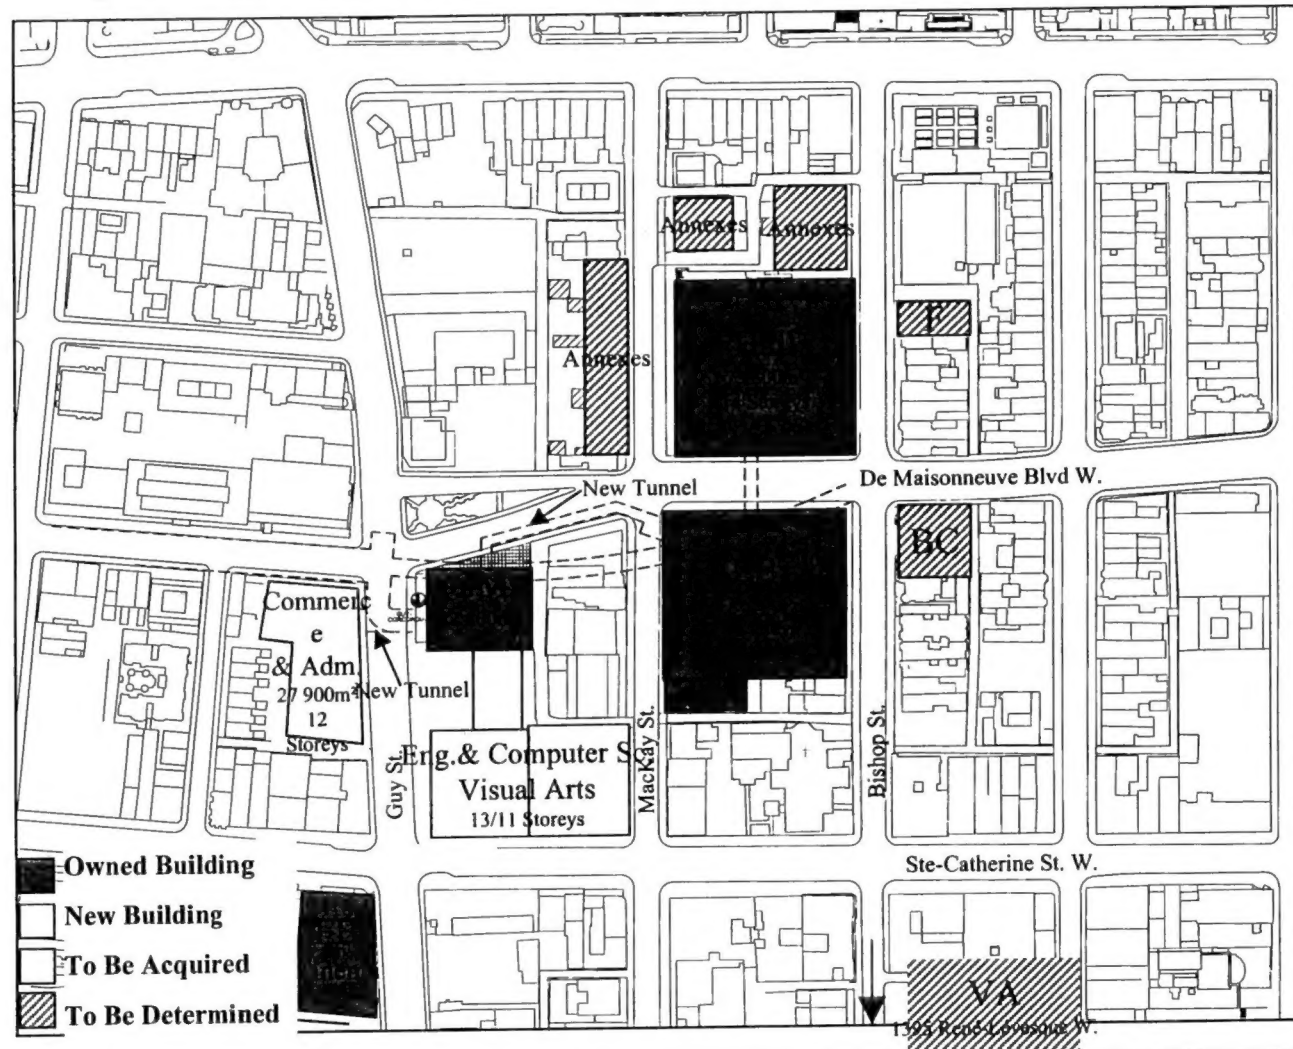 Annexes
Annexes
Annexes
F
New Tunnel
De Maisonneuve Blvd W.
BC
Commerc
e
& Adm.
27 900m²
12
Storeys
New Tunnel
Guy St.
Eng.& Computer Sc.
Visual Arts
13/11 Storeys
MacKay St.
Bishop St.
Ste-Catherine St. W.
Owned Building
New Building
To Be Acquired
To Be Determined
VA
1395 René-Lévesque W.